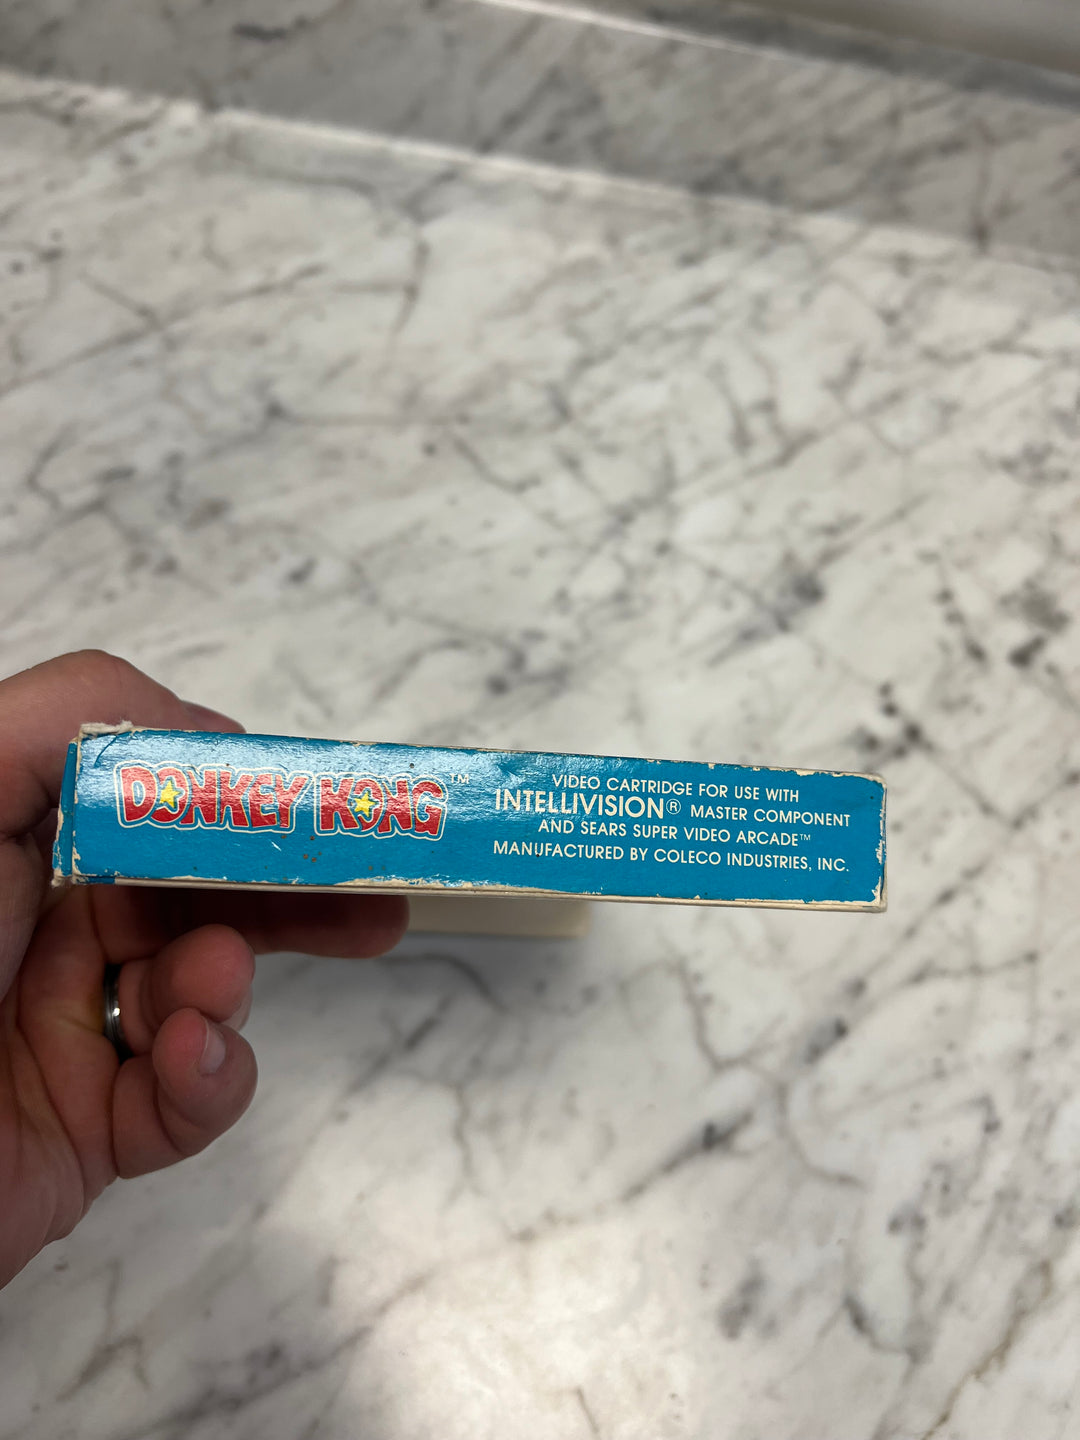 DONKEY KONG™
VIDEO CARTRIDGE FOR USE WITH
INTELLIVISION® MASTER COMPONENT
AND SEARS SUPER VIDEO ARCADE™
MANUFACTURED BY COLECO INDUSTRIES, INC.